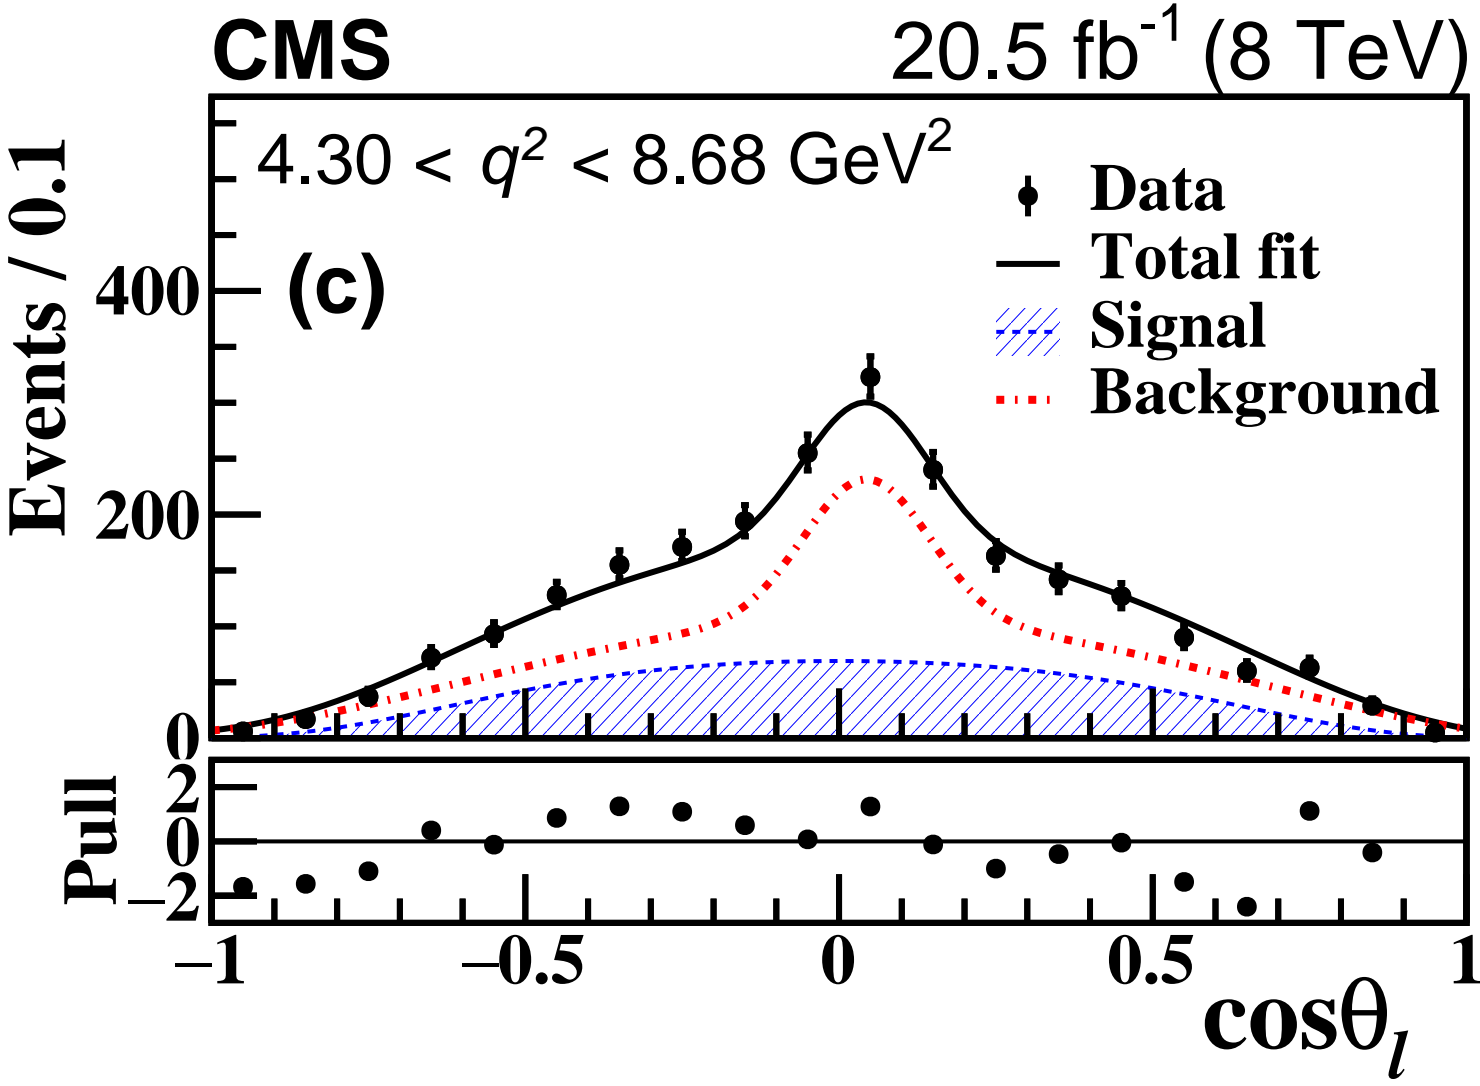 CMS 20.5 fb⁻¹ (8 TeV)
4.30 < q² < 8.68 GeV²
(c)
Data
Total fit
Signal
Background
Events / 0.1
400
200
0
Pull
2
0
−2
−1 −0.5 0 0.5 1
cosθₗ